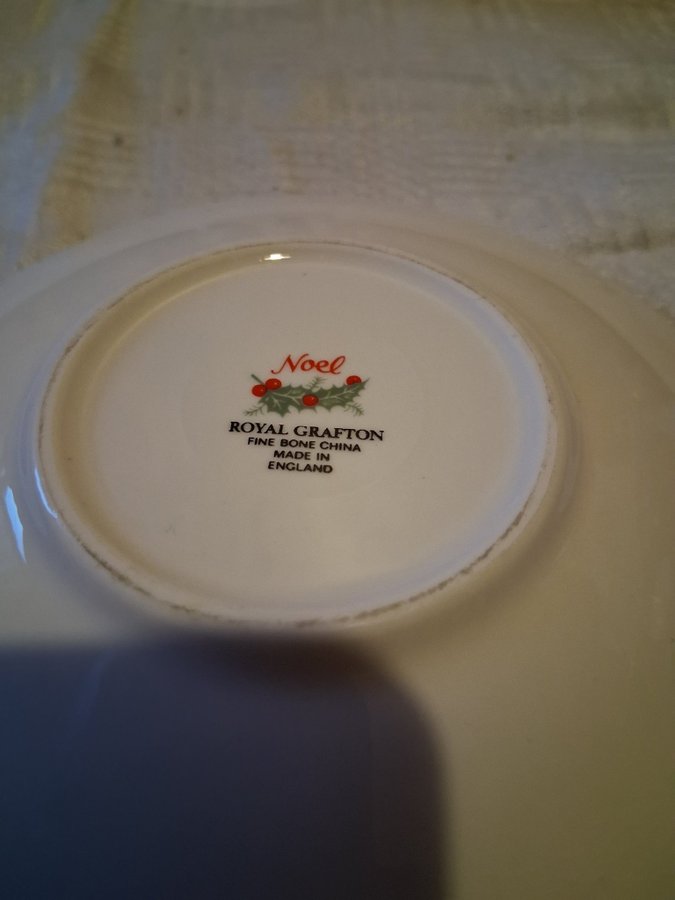 Noel
ROYAL GRAFTON
FINE BONE CHINA
MADE IN
ENGLAND